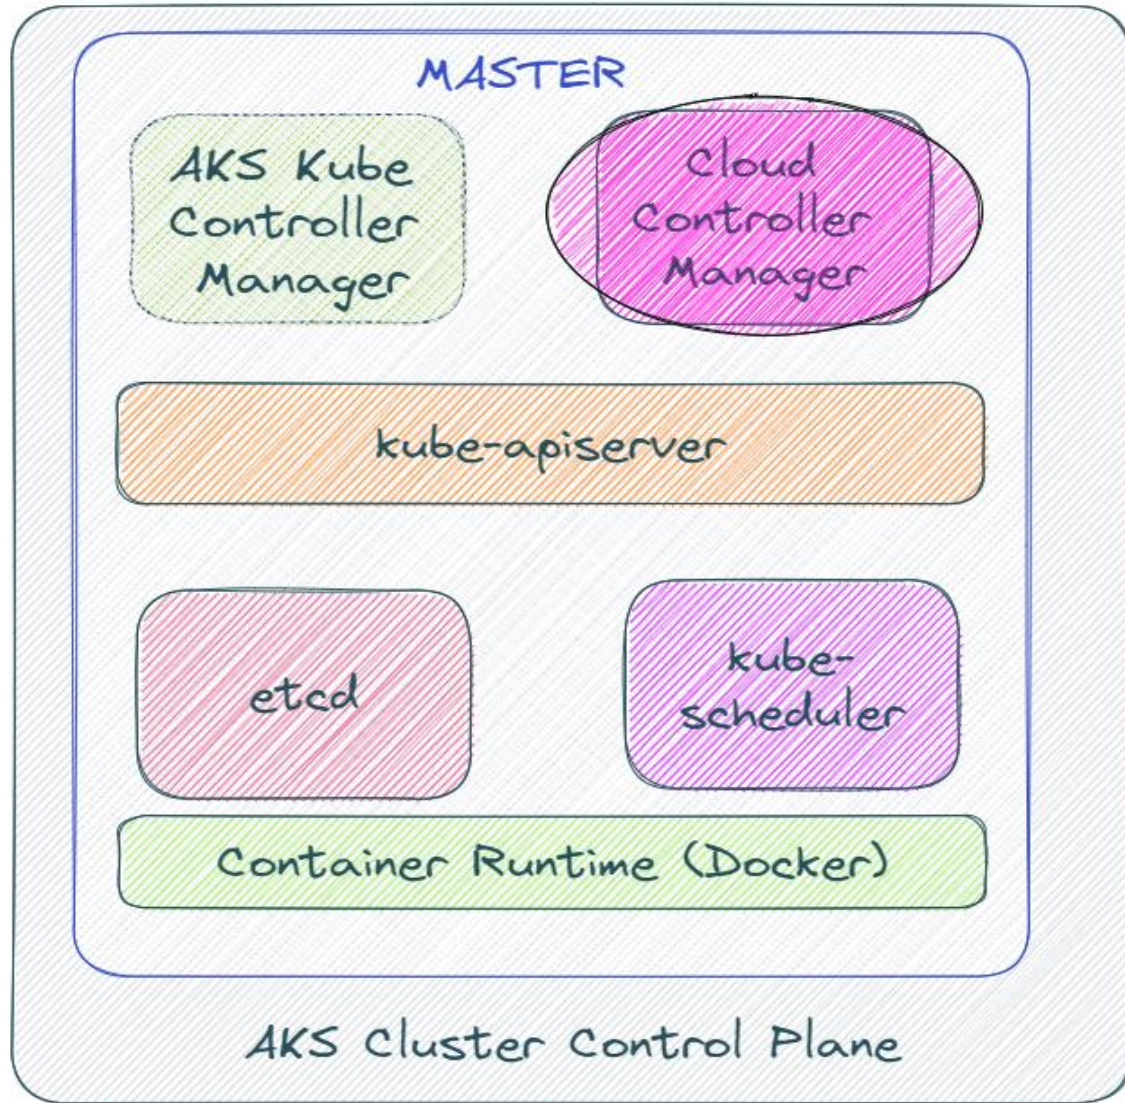 MASTER
AKS Kube
Controller
Manager
Cloud
Controller
Manager
kube-apiserver
etcd
kube-
scheduler
Container Runtime (Docker)
AKS Cluster Control Plane